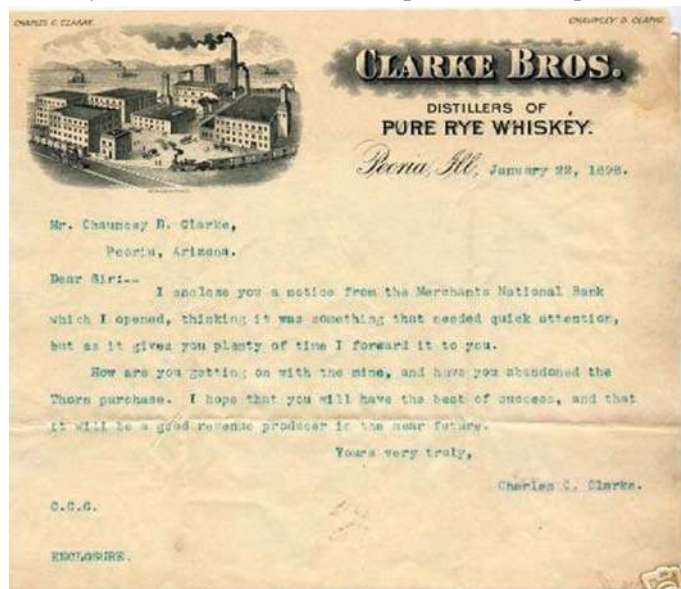 CHARLES C. CLARKE.
CHAUNCEY D. CLARKE.
CLARKE BROS.
DISTILLERS OF
PURE RYE WHISKEY.
Peoria, Ill, January 22, 1898.
Mr. Chauncey D. Clarke,
Peoria, Arizona.
Dear Sir:--
I enclose you a notice from the Merchants National Bank
which I opened, thinking it was something that needed quick attention,
but as it gives you plenty of time I forward it to you.
How are you getting on with the mine, and have you abandoned the
Thorn purchase. I hope that you will have the best of success, and that
it will be a good revenue producer in the near future.
Yours very truly,
Charles C. Clarke.
C.C.C.
ENCLOSURE.